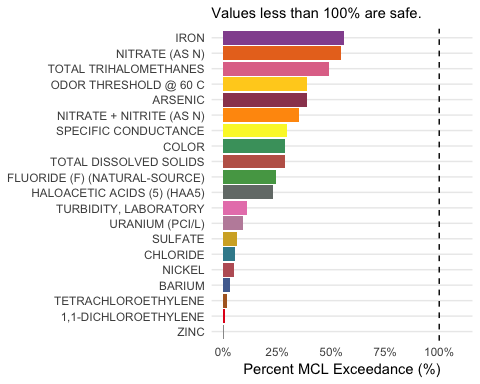 Values less than 100% are safe.
IRON
NITRATE (AS N)
TOTAL TRIHALOMETHANES
ODOR THRESHOLD @ 60 C
ARSENIC
NITRATE + NITRITE (AS N)
SPECIFIC CONDUCTANCE
COLOR
TOTAL DISSOLVED SOLIDS
FLUORIDE (F) (NATURAL-SOURCE)
HALOACETIC ACIDS (5) (HAA5)
TURBIDITY, LABORATORY
URANIUM (PCI/L)
SULFATE
CHLORIDE
NICKEL
BARIUM
TETRACHLOROETHYLENE
1,1-DICHLOROETHYLENE
ZINC
0% 25% 50% 75% 100%
Percent MCL Exceedance (%)